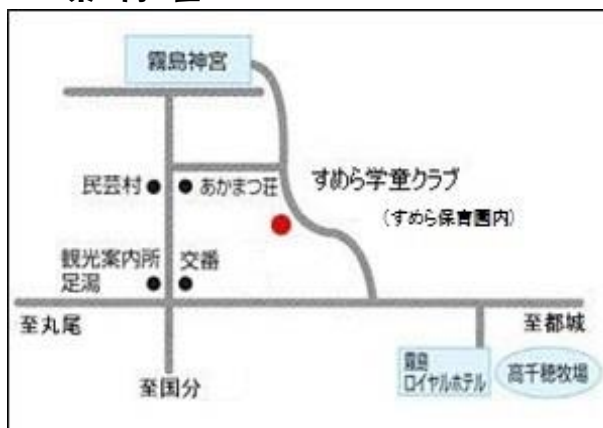 霧島神宮
民芸村
あかまつ荘
すめら学童クラブ
(すめら保育園内)
観光案内所
足湯
交番
至丸尾
至都城
至国分
霧島
ロイヤルホテル
高千穂牧場